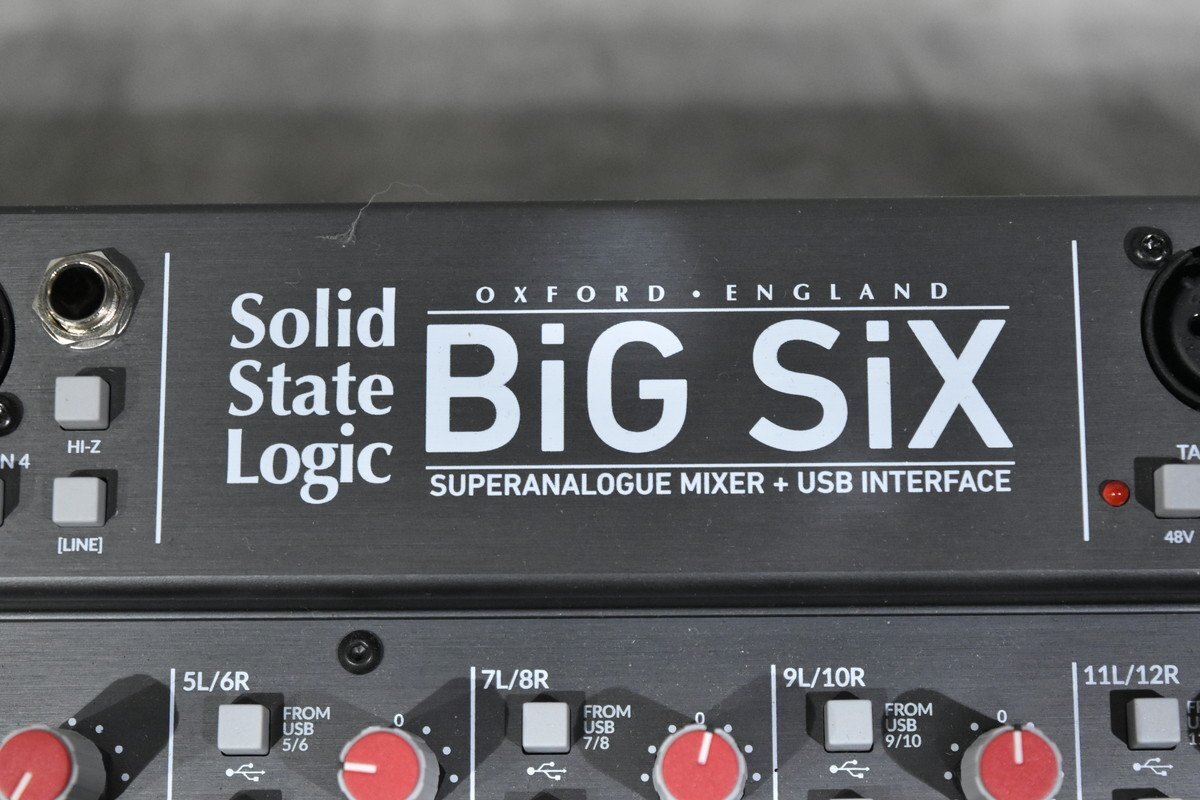 OXFORD • ENGLAND
Solid
State
Logic
BiG SiX
SUPERANALOGUE MIXER + USB INTERFACE
HI-Z
[LINE]
48V
5L/6R
FROM
USB
5/6
0
7L/8R
FROM
USB
7/8
0
9L/10R
FROM
USB
9/10
0
11L/12R